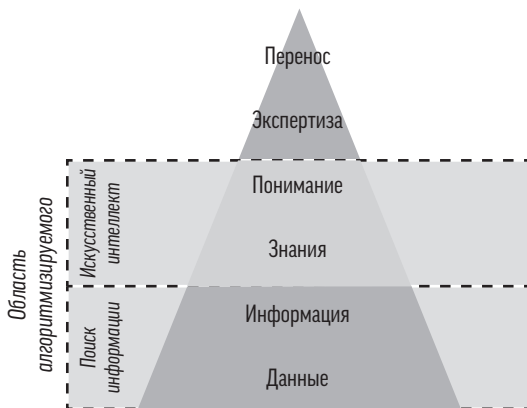 Перенос
Экспертиза
Понимание
Знания
Информация
Данные
Область
алгоритмизируемого
Искусственный
интеллект
Поиск
информации